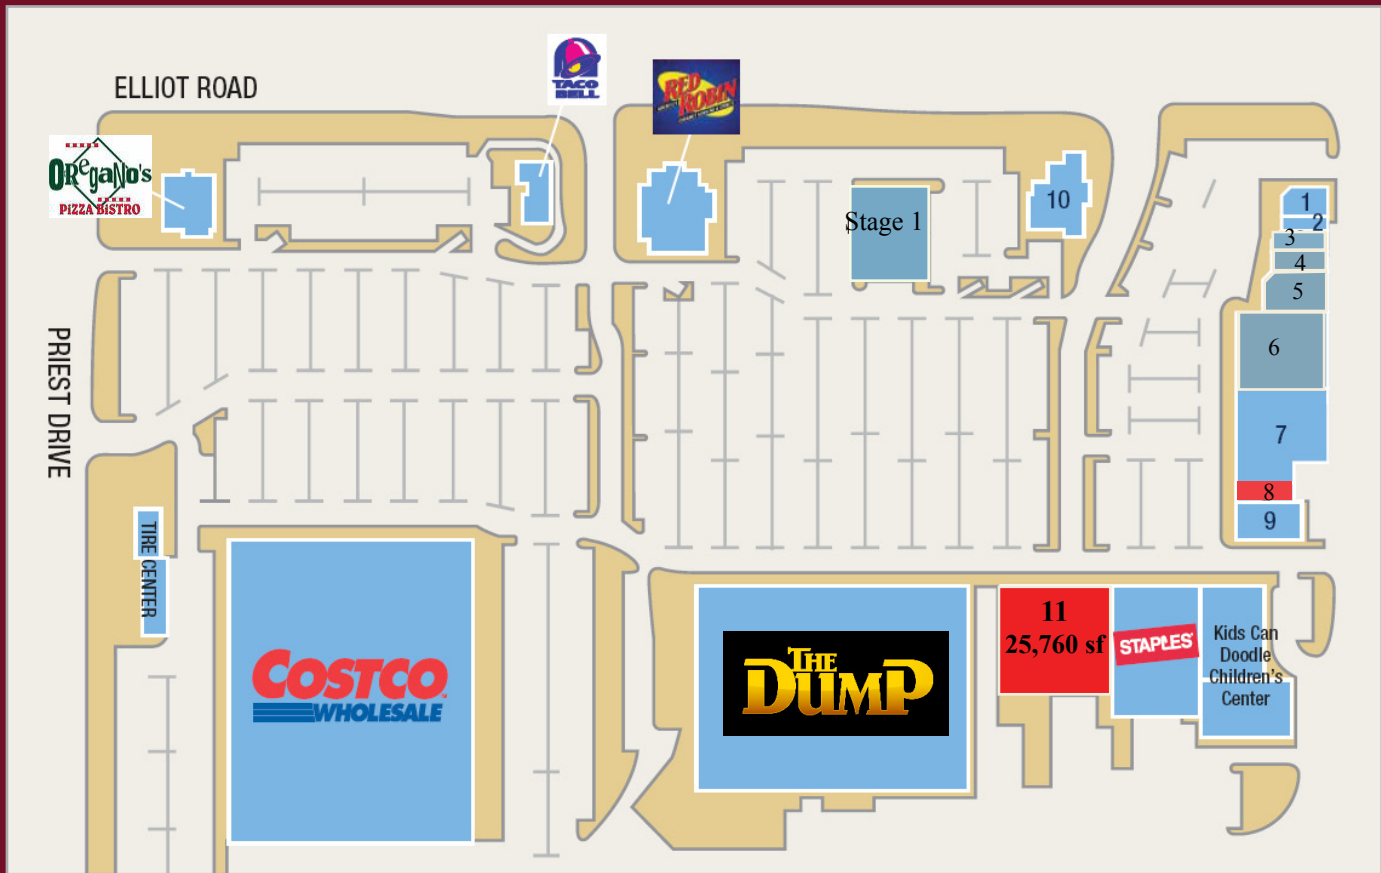 ELLIOT ROAD
TACO
BELL
RED
ROBIN
OREGANO'S
PIZZA BISTRO
Stage 1
10
1
2
3
4
5
6
7
8
9
PRIEST DRIVE
TIRE CENTER
COSTCO
WHOLESALE
THE
DUMP
11
25,760 sf
STAPLES
Kids Can
Doodle
Children's
Center